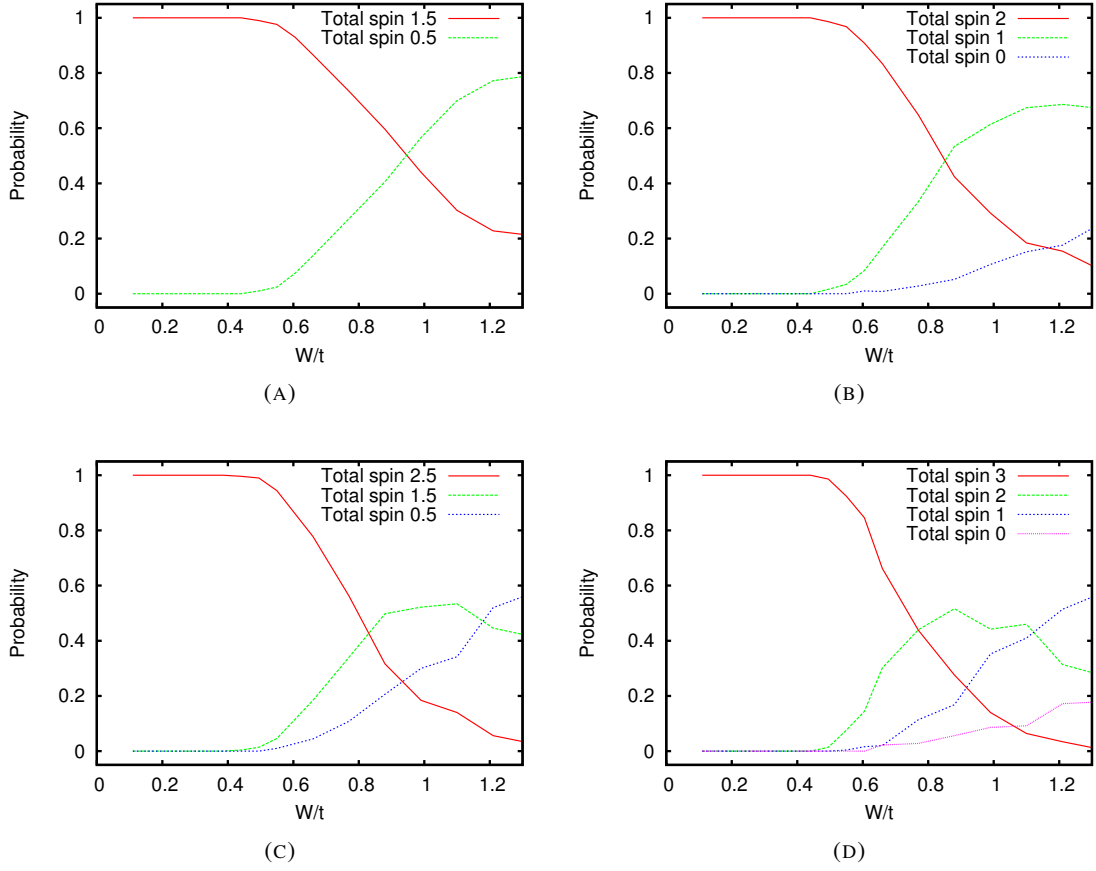 Total spin 1.5
Total spin 0.5
1
0.8
0.6
0.4
0.2
0
Probability
0 0.2 0.4 0.6 0.8 1 1.2
W/t
(A)
Total spin 2
Total spin 1
Total spin 0
1
0.8
0.6
0.4
0.2
0
Probability
0 0.2 0.4 0.6 0.8 1 1.2
W/t
(B)
Total spin 2.5
Total spin 1.5
Total spin 0.5
1
0.8
0.6
0.4
0.2
0
Probability
0 0.2 0.4 0.6 0.8 1 1.2
W/t
(C)
Total spin 3
Total spin 2
Total spin 1
Total spin 0
1
0.8
0.6
0.4
0.2
0
Probability
0 0.2 0.4 0.6 0.8 1 1.2
W/t
(D)